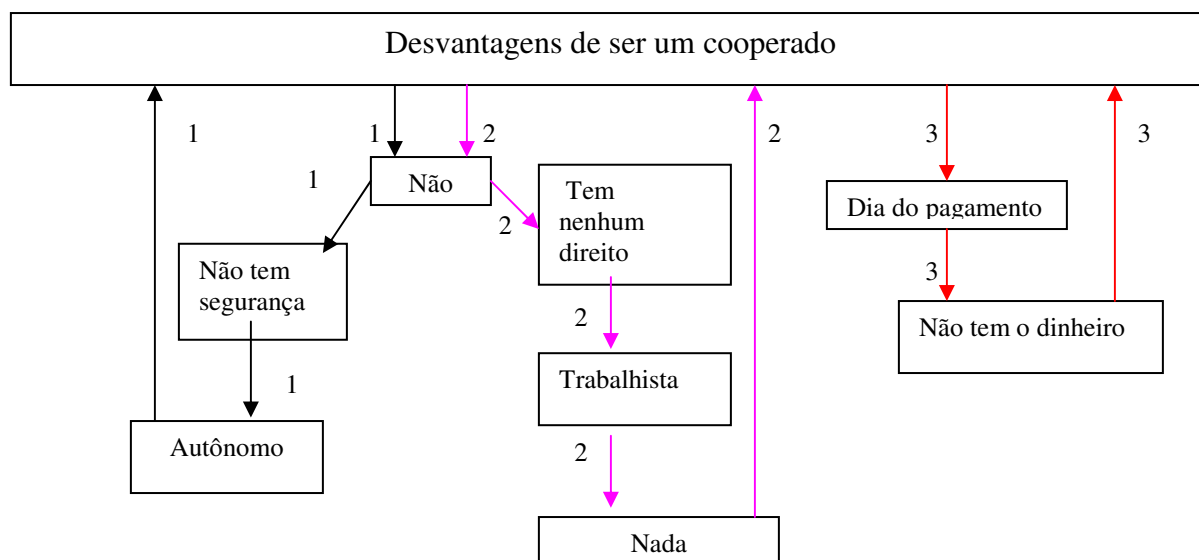 Desvantagens de ser um cooperado
1
1
2
2
3
3
1
Não
2
Tem
nenhum
direito
Dia do pagamento
Não tem
segurança
3
2
Não tem o dinheiro
1
Trabalhista
Autônomo
2
Nada